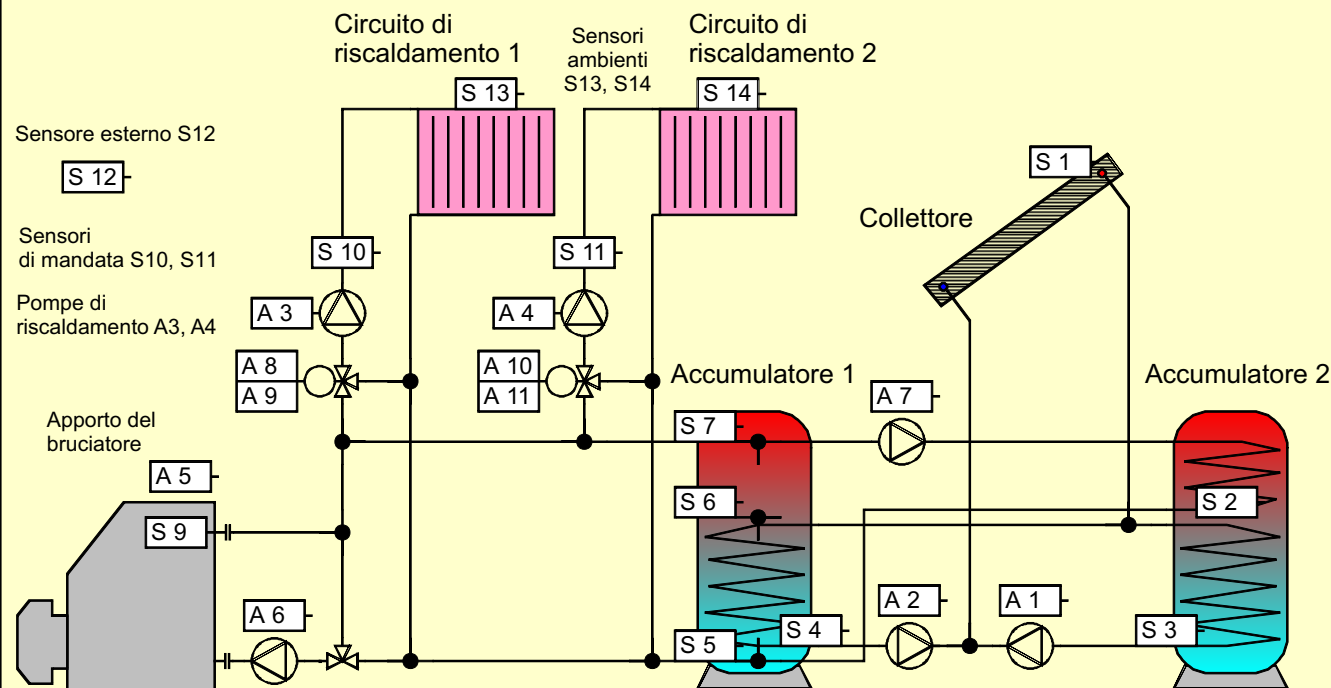 Circuito di
riscaldamento 1
Sensori
ambienti
S13, S14
Circuito di
riscaldamento 2
S 13
S 14
Sensore esterno S12
S 12
S 1
Collettore
Sensori
di mandata S10, S11
S 10
S 11
Pompe di
riscaldamento A3, A4
A 3
A 4
A 8
A 9
A 10
A 11
Accumulatore 1
A 7
Accumulatore 2
Apporto del
bruciatore
S 7
A 5
S 6
S 2
S 9
A 6
A 2
A 1
S 5
S 4
S 3